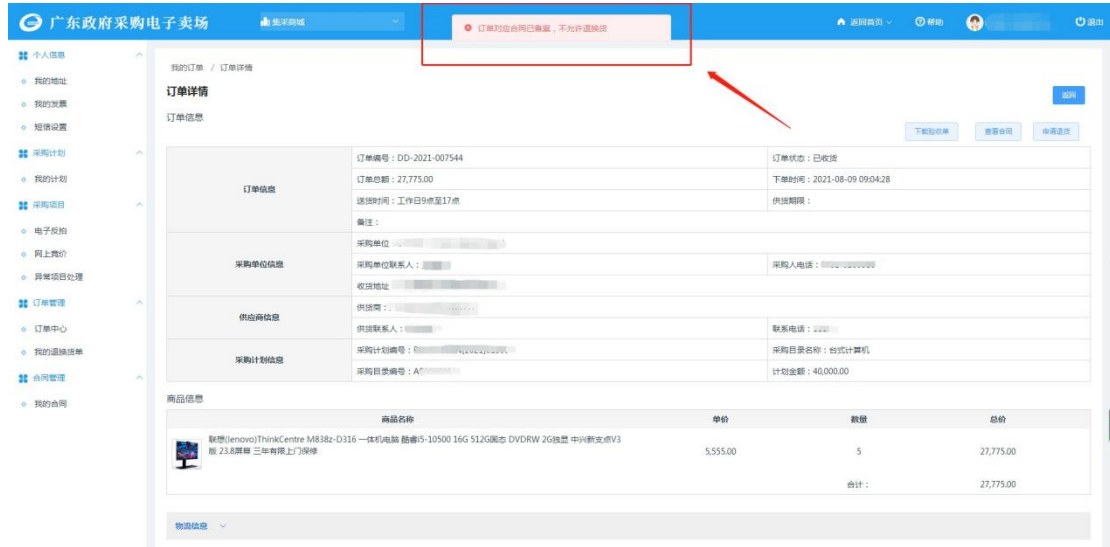 广东政府采购电子卖场
集采商城
订单对应合同已备案，不允许退换货
返回首页
帮助
退出
个人信息
我的地址
我的发票
短信设置
采购计划
我的计划
采购项目
电子反拍
网上竞价
异常项目处理
订单管理
订单中心
我的退换货单
合同管理
我的合同
我的订单 / 订单详情
订单详情
返回
订单信息
下载验收单 查看合同 申请退货
订单信息
订单编号：DD-2021-007544 订单状态：已收货
订单总额：27,775.00 下单时间：2021-08-09 09:04:28
送货时间：工作日9点至17点 供货期限：
备注：
采购单位信息
采购单位
采购单位联系人： 采购人电话：
收货地址
供应商信息
供货商：
供货联系人： 联系电话：
采购计划信息
采购计划编号： 采购目录名称：台式计算机
采购目录编号： 计划金额：40,000.00
商品信息
商品名称 单价 数量 总价
联想(lenovo)ThinkCentre M838z-D316 一体机电脑 酷睿i5-10500 16G 512G固态 DVDRW 2G独显 中兴新支点V3
版 23.8屏幕 三年有限上门保修
5,555.00 5 27,775.00
合计： 27,775.00
物流信息